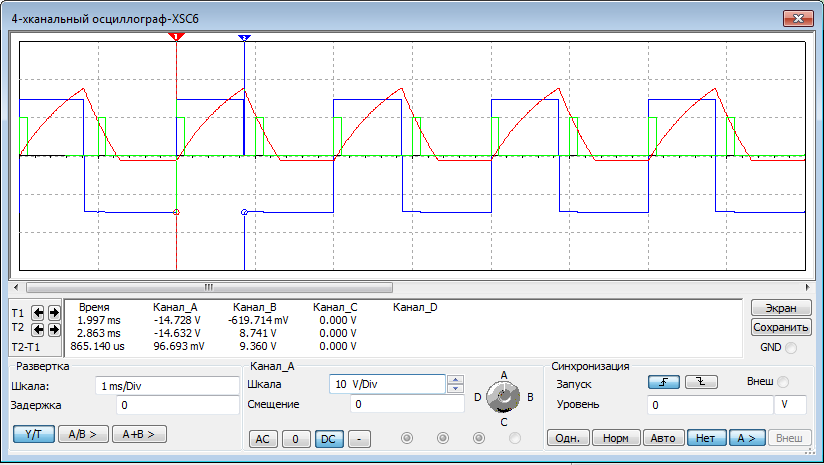 4-хканальный осциллограф-XSC6
1
2
T1
T2
T2-T1
Время Канал_A Канал_B Канал_C Канал_D
1.997 ms -14.728 V -619.714 mV 0.000 V
2.863 ms -14.632 V 8.741 V 0.000 V
865.140 us 96.693 mV 9.360 V 0.000 V
Экран
Сохранить
GND
Развертка
Шкала: 1 ms/Div
Задержка: 0
Y/T A/B > A+B >
Канал_A
Шкала 10 V/Div
Смещение: 0
AC 0 DC -
A
D B
C
Синхронизация
Запуск Внеш
Уровень: 0 V
Одн. Норм Авто Нет A > Внеш